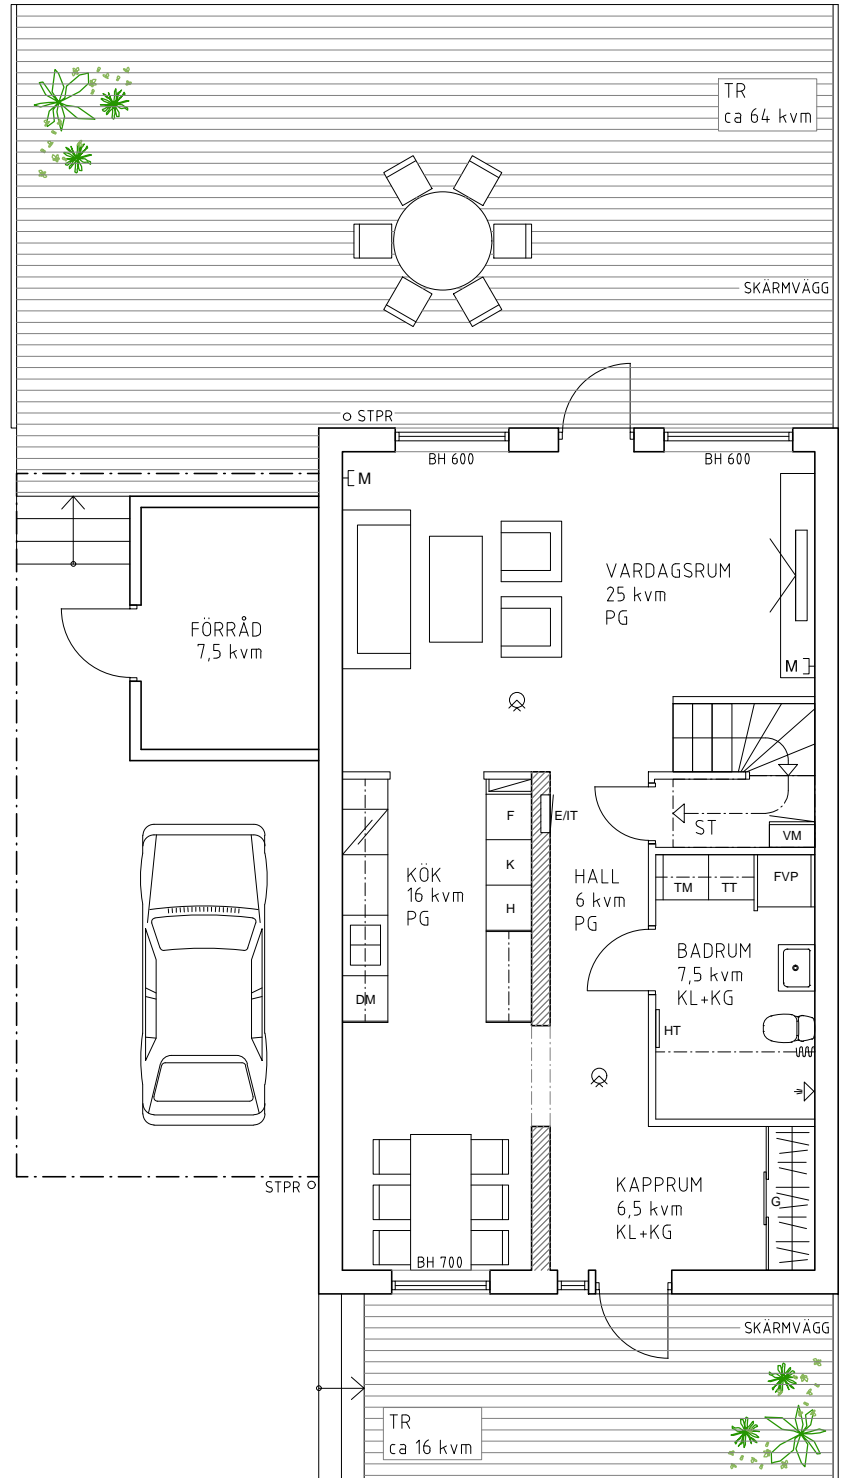 TR
ca 64 kvm
SKÄRMVÄGG
STPR
BH 600
BH 600
M
VARDAGSRUM
25 kvm
PG
FÖRRÅD
7,5 kvm
M
F
E/IT
ST
VM
KÖK
16 kvm
PG
K
H
HALL
6 kvm
PG
TM
TT
FVP
BADRUM
7,5 kvm
KL+KG
DM
HT
STPR
KAPPRUM
6,5 kvm
KL+KG
G
BH 700
SKÄRMVÄGG
TR
ca 16 kvm